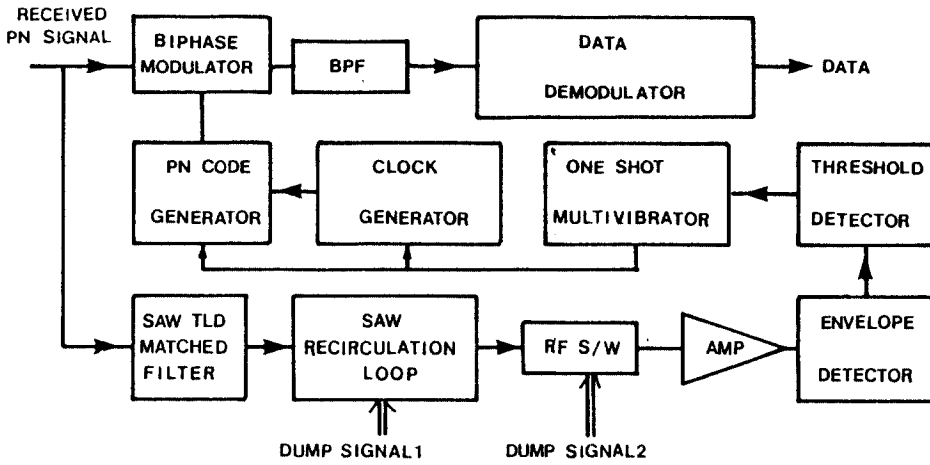 RECEIVED
PN SIGNAL
BIPHASE
MODULATOR
BPF
DATA
DEMODULATOR
DATA
PN CODE
GENERATOR
CLOCK
GENERATOR
ONE SHOT
MULTIVIBRATOR
THRESHOLD
DETECTOR
SAW TLD
MATCHED
FILTER
SAW
RECIRCULATION
LOOP
RF S/W
AMP
ENVELOPE
DETECTOR
DUMP SIGNAL1
DUMP SIGNAL2